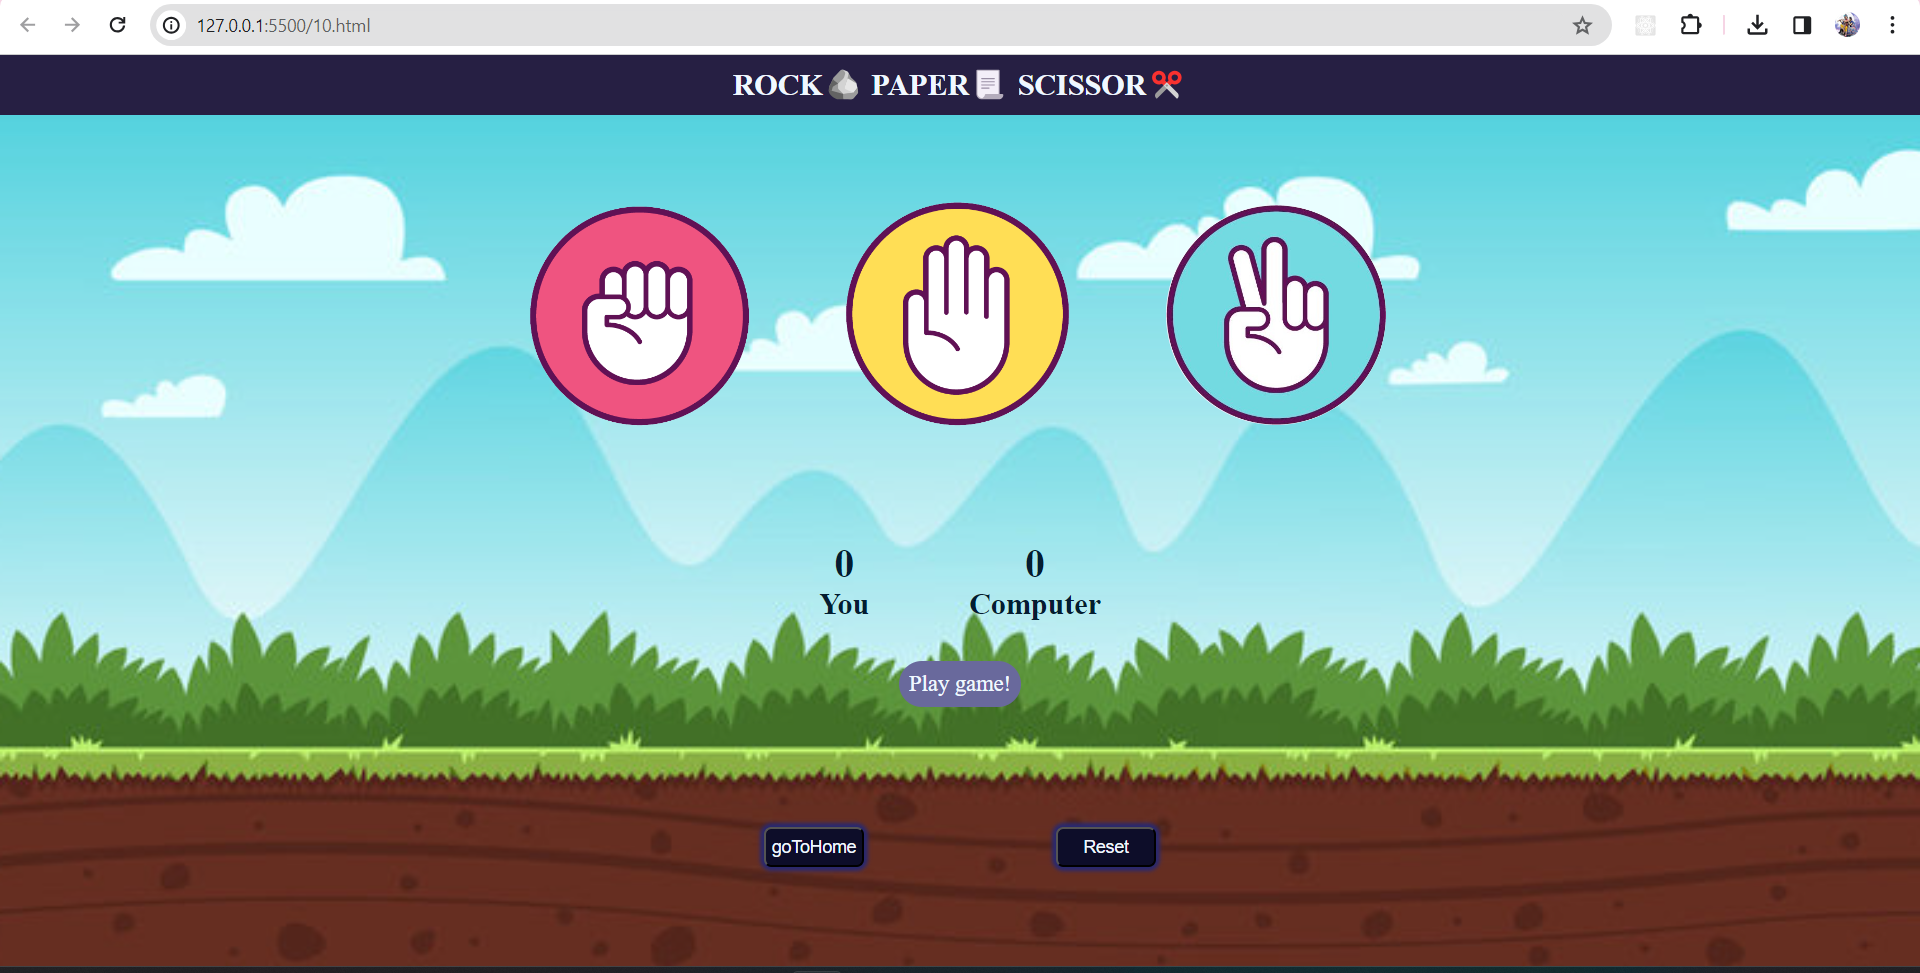 127.0.0.1:5500/10.html
ROCK PAPER SCISSOR
0 0
You Computer
Play game!
goToHome Reset